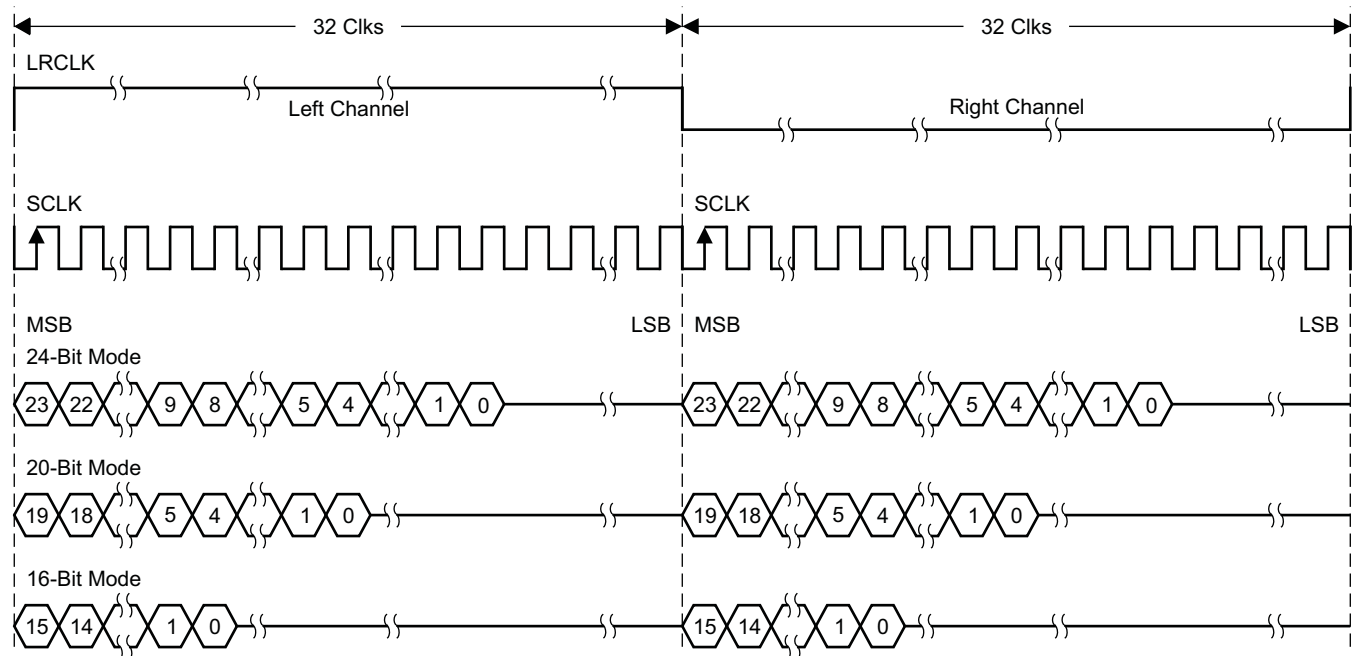 32 Clks 32 Clks
LRCLK
Left Channel Right Channel
SCLK SCLK
MSB LSB MSB LSB
24-Bit Mode
23 22 9 8 5 4 1 0 23 22 9 8 5 4 1 0
20-Bit Mode
19 18 5 4 1 0 19 18 5 4 1 0
16-Bit Mode
15 14 1 0 15 14 1 0